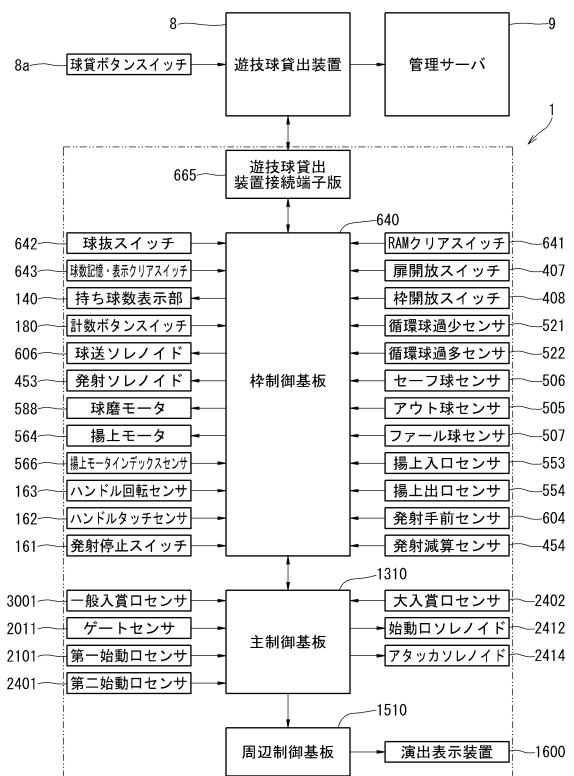 8
9
8a
球貸ボタンスイッチ
遊技球貸出装置
管理サーバ
1
665
遊技球貸出
装置接続端子版
640
642
球抜スイッチ
RAMクリアスイッチ
641
643
球数記憶・表示クリアスイッチ
扉開放スイッチ
407
140
持ち球数表示部
枠開放スイッチ
408
180
計数ボタンスイッチ
循環球過少センサ
521
606
球送ソレノイド
循環球過多センサ
522
453
発射ソレノイド
枠制御基板
セーフ球センサ
506
588
球磨モータ
アウト球センサ
505
564
揚上モータ
ファール球センサ
507
566
揚上モータインデックスセンサ
揚上入口センサ
553
163
ハンドル回転センサ
揚上出口センサ
554
162
ハンドルタッチセンサ
発射手前センサ
604
161
発射停止スイッチ
発射減算センサ
454
1310
3001
一般入賞口センサ
大入賞口センサ
2402
2011
ゲートセンサ
主制御基板
始動口ソレノイド
2412
2101
第一始動口センサ
アタッカソレノイド
2414
2401
第二始動口センサ
1510
周辺制御基板
演出表示装置
1600